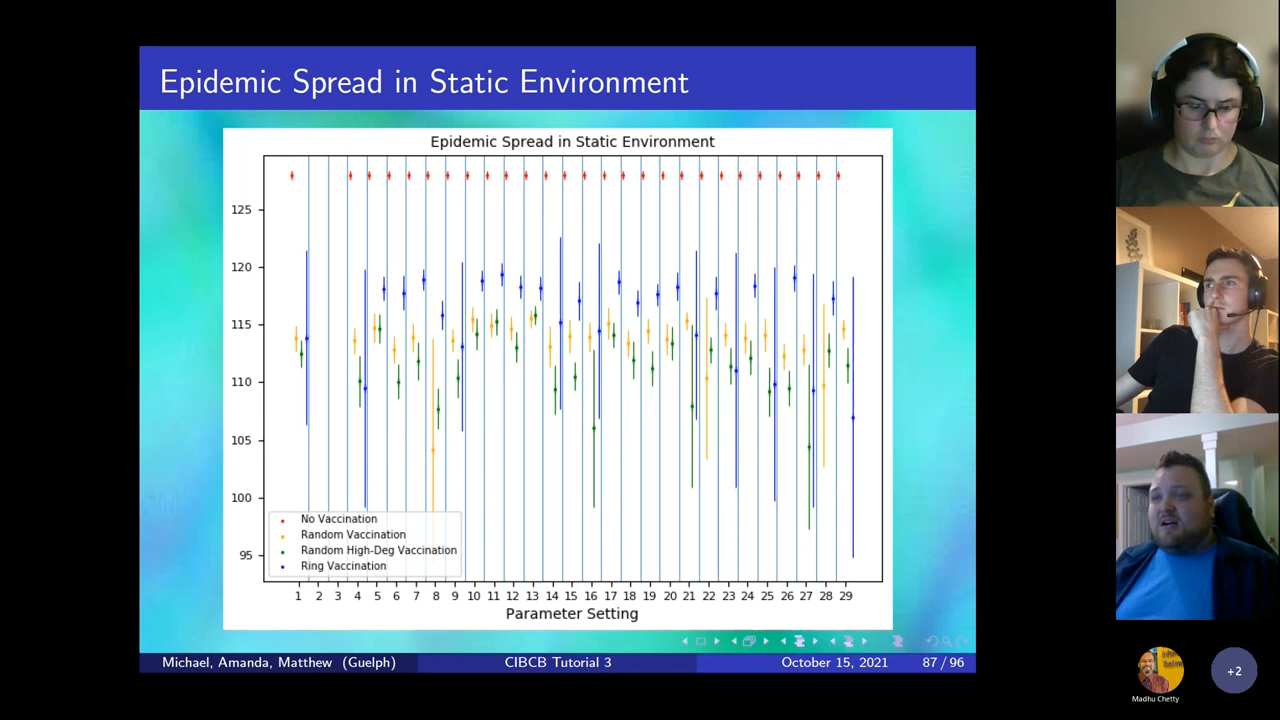 Epidemic Spread in Static Environment
Epidemic Spread in Static Environment
125
120
115
110
105
100
95
No Vaccination
Random Vaccination
Random High-Deg Vaccination
Ring Vaccination
1 2 3 4 5 6 7 8 9 10 11 12 13 14 15 16 17 18 19 20 21 22 23 24 25 26 27 28 29
Parameter Setting
Michael, Amanda, Matthew (Guelph) CIBCB Tutorial 3 October 15, 2021 87 / 96
Madhu Chetty
+2